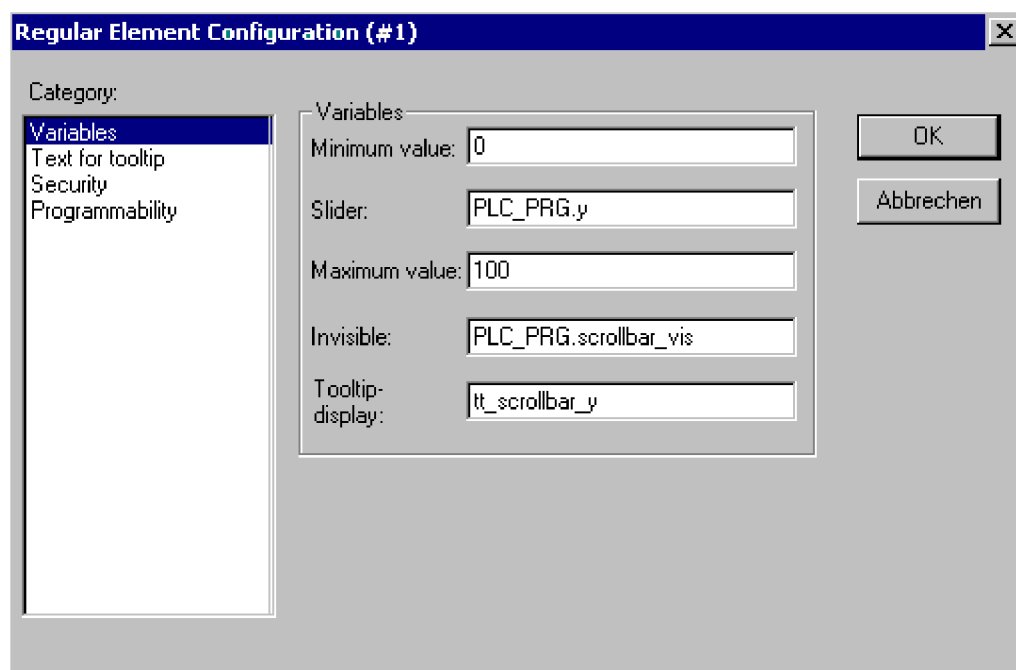 Regular Element Configuration (#1)
Category:
Variables
Text for tooltip
Security
Programmability
Variables
Minimum value: 0
Slider: PLC_PRG.y
Maximum value: 100
Invisible: PLC_PRG.scrollbar_vis
Tooltip-
display: tt_scrollbar_y
OK
Abbrechen